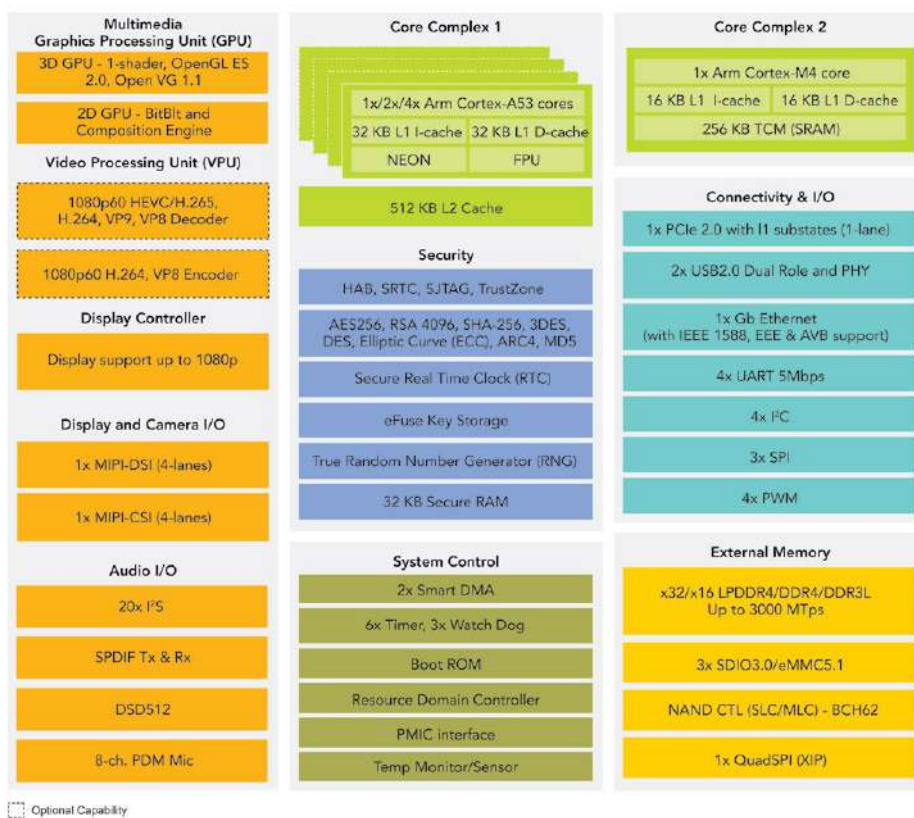 Multimedia
Graphics Processing Unit (GPU)
3D GPU - 1-shader, OpenGL ES
2.0, Open VG 1.1
2D GPU - BitBlt and
Composition Engine
Video Processing Unit (VPU)
1080p60 HEVC/H.265,
H.264, VP9, VP8 Decoder
1080p60 H.264, VP8 Encoder
Display Controller
Display support up to 1080p
Display and Camera I/O
1x MIPI-DSI (4-lanes)
1x MIPI-CSI (4-lanes)
Audio I/O
20x I²S
SPDIF Tx & Rx
DSD512
8-ch. PDM Mic
Core Complex 1
1x/2x/4x Arm Cortex-A53 cores
32 KB L1 I-cache
32 KB L1 D-cache
NEON
FPU
512 KB L2 Cache
Security
HAB, SRTC, SJTAG, TrustZone
AES256, RSA 4096, SHA-256, 3DES,
DES, Elliptic Curve (ECC), ARC4, MD5
Secure Real Time Clock (RTC)
eFuse Key Storage
True Random Number Generator (RNG)
32 KB Secure RAM
System Control
2x Smart DMA
6x Timer, 3x Watch Dog
Boot ROM
Resource Domain Controller
PMIC interface
Temp Monitor/Sensor
Core Complex 2
1x Arm Cortex-M4 core
16 KB L1 I-cache
16 KB L1 D-cache
256 KB TCM (SRAM)
Connectivity & I/O
1x PCIe 2.0 with l1 substates (1-lane)
2x USB2.0 Dual Role and PHY
1x Gb Ethernet
(with IEEE 1588, EEE & AVB support)
4x UART 5Mbps
4x I²C
3x SPI
4x PWM
External Memory
x32/x16 LPDDR4/DDR4/DDR3L
Up to 3000 MTps
3x SDIO3.0/eMMC5.1
NAND CTL (SLC/MLC) - BCH62
1x QuadSPI (XIP)
Optional Capability